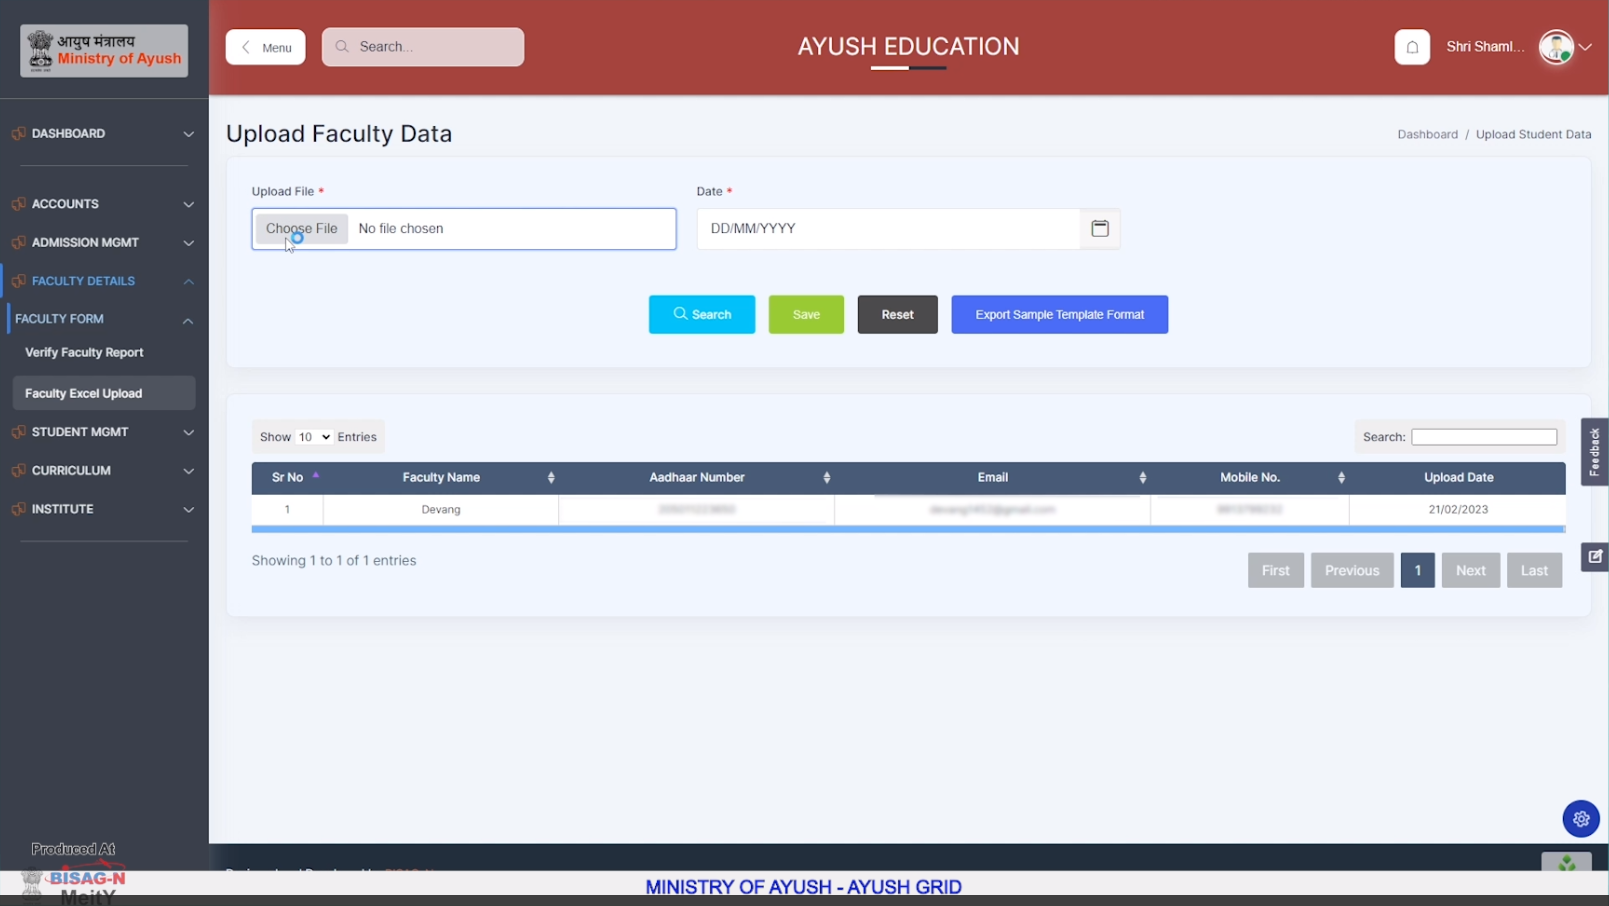 आयुष मंत्रालय
Ministry of Ayush
Menu
Search...
AYUSH EDUCATION
Shri Shaml...
DASHBOARD
ACCOUNTS
ADMISSION MGMT
FACULTY DETAILS
FACULTY FORM
Verify Faculty Report
Faculty Excel Upload
STUDENT MGMT
CURRICULUM
INSTITUTE
Upload Faculty Data
Dashboard / Upload Student Data
Upload File *
Date *
Choose File No file chosen
DD/MM/YYYY
Search
Save
Reset
Export Sample Template Format
Show 10 Entries
Search:
Sr No Faculty Name Aadhaar Number Email Mobile No. Upload Date
1 Devang 21/02/2023
Showing 1 to 1 of 1 entries
First Previous 1 Next Last
Feedback
Produced At
BISAG-N
MeitY
MINISTRY OF AYUSH - AYUSH GRID